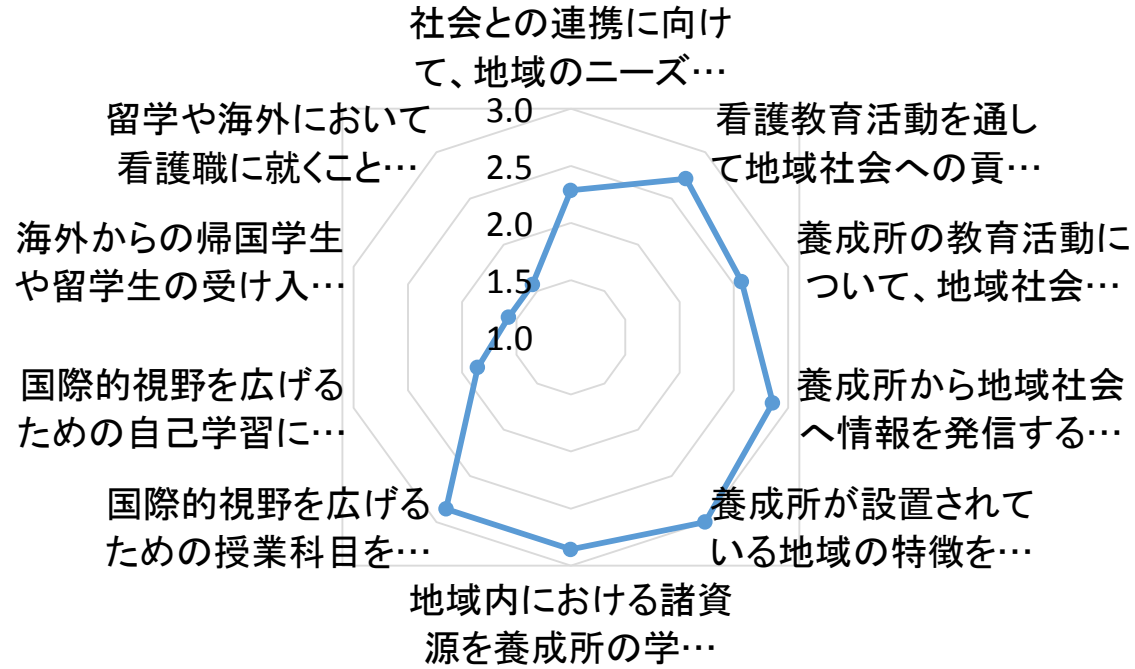 社会との連携に向け
て、地域のニーズ…
看護教育活動を通し
て地域社会への貢…
養成所の教育活動に
ついて、地域社会…
養成所から地域社会
へ情報を発信する…
養成所が設置されて
いる地域の特徴を…
地域内における諸資
源を養成所の学…
国際的視野を広げる
ための授業科目を…
国際的視野を広げる
ための自己学習に…
海外からの帰国学生
や留学生の受け入…
留学や海外において
看護職に就くこと…
3.0
2.5
2.0
1.5
1.0